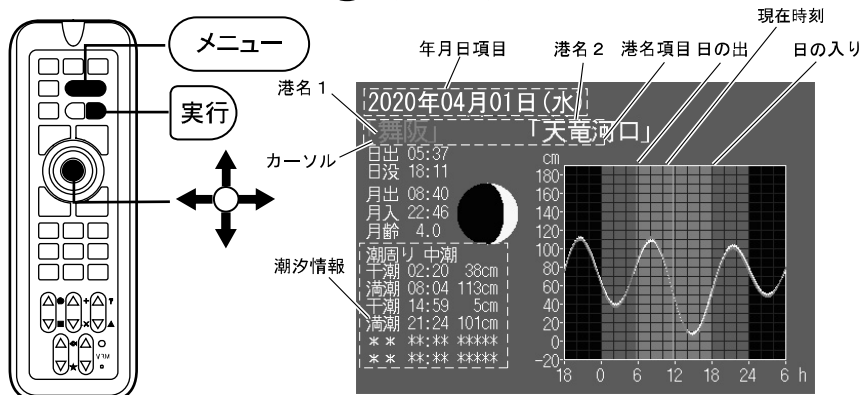 現在時刻
年月日項目
港名２
港名項目
日の出
日の入り
メニュー
実行
港名１
カーソル
潮汐情報
2020年04月01日(水)
「舞阪」
「天竜河口」
日出 05:37
日没 18:11
月出 08:40
月入 22:46
月齢 4.0
潮周り 中潮
干潮 02:20 38cm
満潮 08:04 113cm
干潮 14:59 5cm
満潮 21:24 101cm
** **:** *****
** **:** *****
cm
180
160
140
120
100
80
60
40
20
0
-20
18 0 6 12 18 24 6 h